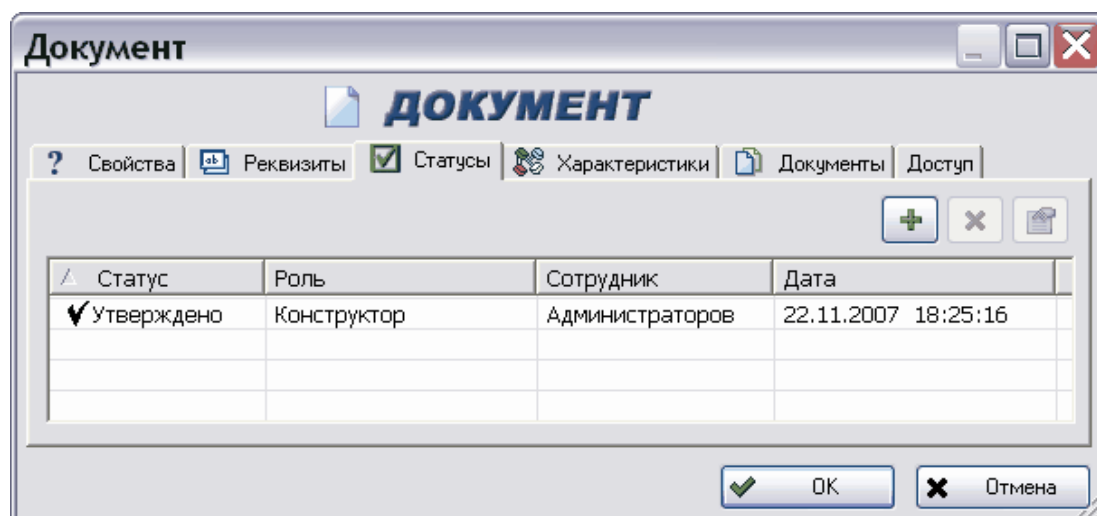 Документ
ДОКУМЕНТ
? Свойства ab Реквизиты Статусы Характеристики Документы Доступ
Статус Роль Сотрудник Дата
Утверждено Конструктор Администраторов 22.11.2007 18:25:16
OK Отмена